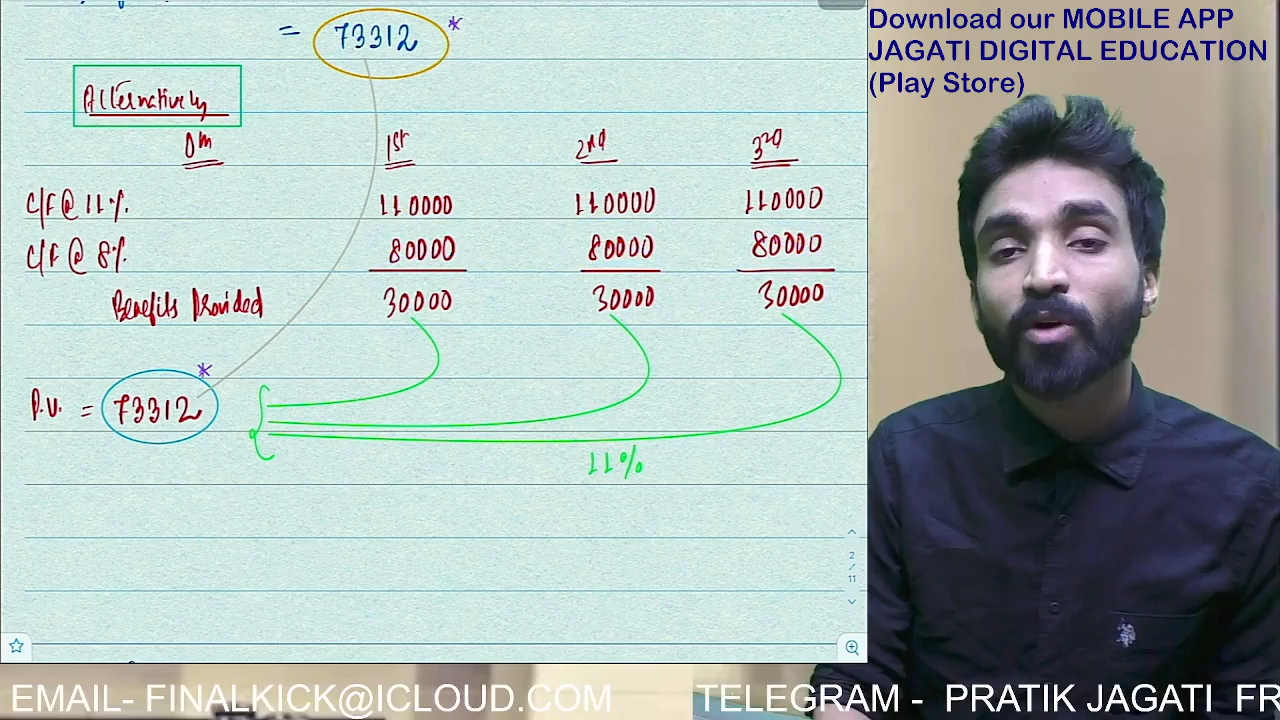 = 73312 *
Alternatively
0m 1st 2nd 3rd
C/F @ 11% 110000 110000 110000
C/F @ 8% 80000 80000 80000
Benefits Provided 30000 30000 30000
P.V. = 73312 *
11%
2
/
11
Download our MOBILE APP
JAGATI DIGITAL EDUCATION
(Play Store)
EMAIL- FINALKICK@ICLOUD.COM TELEGRAM - PRATIK JAGATI FR